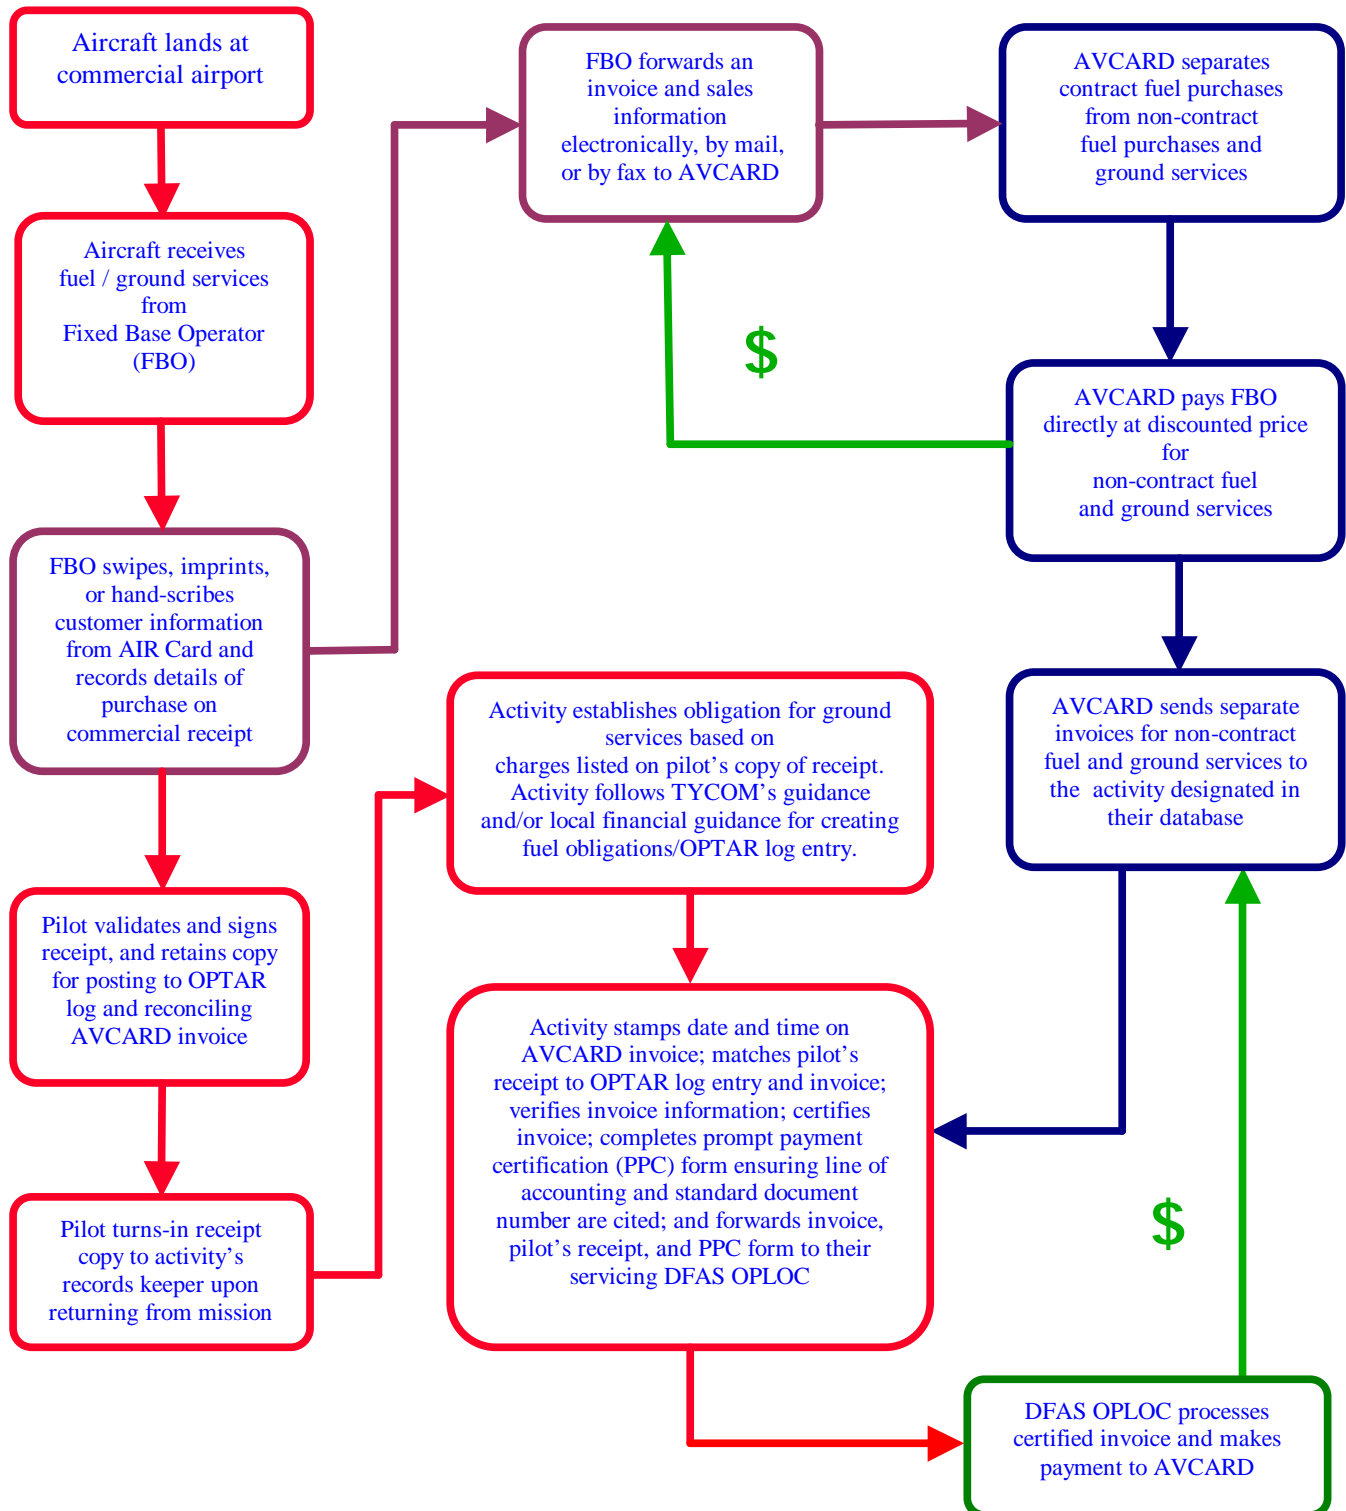 Aircraft lands at
commercial airport
Aircraft receives
fuel / ground services
from
Fixed Base Operator
(FBO)
FBO swipes, imprints,
or hand-scribes
customer information
from AIR Card and
records details of
purchase on
commercial receipt
Pilot validates and signs
receipt, and retains copy
for posting to OPTAR
log and reconciling
AVCARD invoice
Pilot turns-in receipt
copy to activity’s
records keeper upon
returning from mission
FBO forwards an
invoice and sales
information
electronically, by mail,
or by fax to AVCARD
$
Activity establishes obligation for ground
services based on
charges listed on pilot’s copy of receipt.
Activity follows TYCOM’s guidance
and/or local financial guidance for creating
fuel obligations/OPTAR log entry.
Activity stamps date and time on
AVCARD invoice; matches pilot’s
receipt to OPTAR log entry and invoice;
verifies invoice information; certifies
invoice; completes prompt payment
certification (PPC) form ensuring line of
accounting and standard document
number are cited; and forwards invoice,
pilot’s receipt, and PPC form to their
servicing DFAS OPLOC
AVCARD separates
contract fuel purchases
from non-contract
fuel purchases and
ground services
AVCARD pays FBO
directly at discounted price
for
non-contract fuel
and ground services
AVCARD sends separate
invoices for non-contract
fuel and ground services to
the activity designated in
their database
$
DFAS OPLOC processes
certified invoice and makes
payment to AVCARD